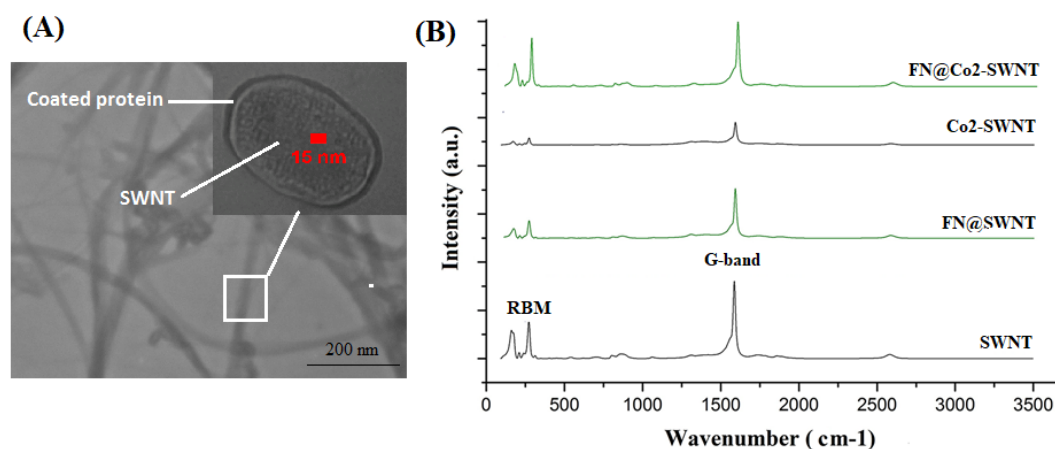 (A)
Coated protein
16 nm
SWNT
200 nm
(B)
FN@Co2-SWNT
Co2-SWNT
FN@SWNT
G-band
RBM
SWNT
Intensity (a.u.)
0 500 1000 1500 2000 2500 3000 3500
Wavenumber ( cm-1)